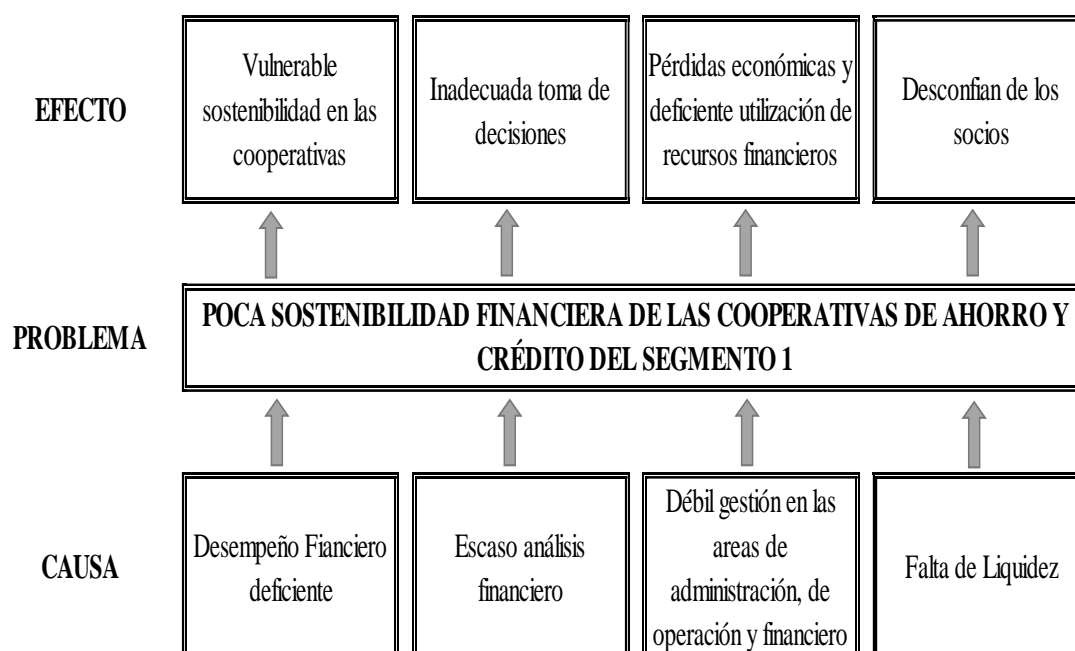 EFECTO
Vulnerable
sostenibilidad en las
cooperativas
Inadecuada toma de
decisiones
Pérdidas económicas y
deficiente utilización de
recursos financieros
Desconfian de los
socios
PROBLEMA
POCA SOSTENIBILIDAD FINANCIERA DE LAS COOPERATIVAS DE AHORRO Y
CRÉDITO DEL SEGMENTO 1
CAUSA
Desempeño Fianciero
deficiente
Escaso análisis
financiero
Débil gestión en las
areas de
administración, de
operación y financiero
Falta de Liquidez